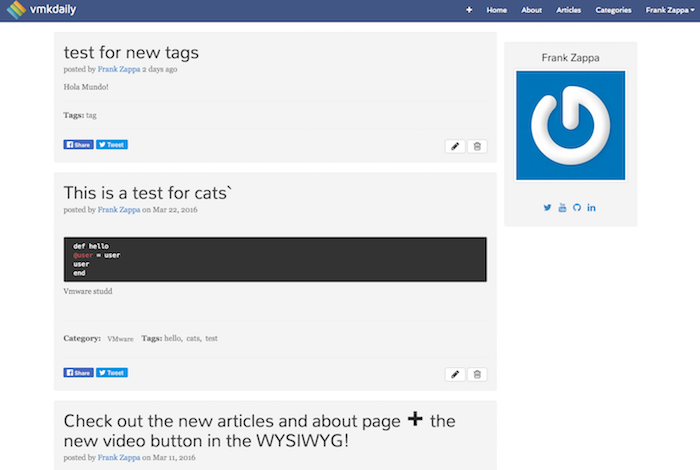 vmkdaily
Home About Articles Categories Frank Zappa
test for new tags
posted by Frank Zappa 2 days ago
Hola Mundo!
Tags: tag
Share Tweet
This is a test for cats`
posted by Frank Zappa on Mar 22, 2016
def hello
@user = user
user
end
Vmware studd
Category: VMware Tags: hello, cats, test
Share Tweet
Check out the new articles and about page + the
new video button in the WYSIWYG!
posted by Frank Zappa on Mar 11, 2016
Frank Zappa